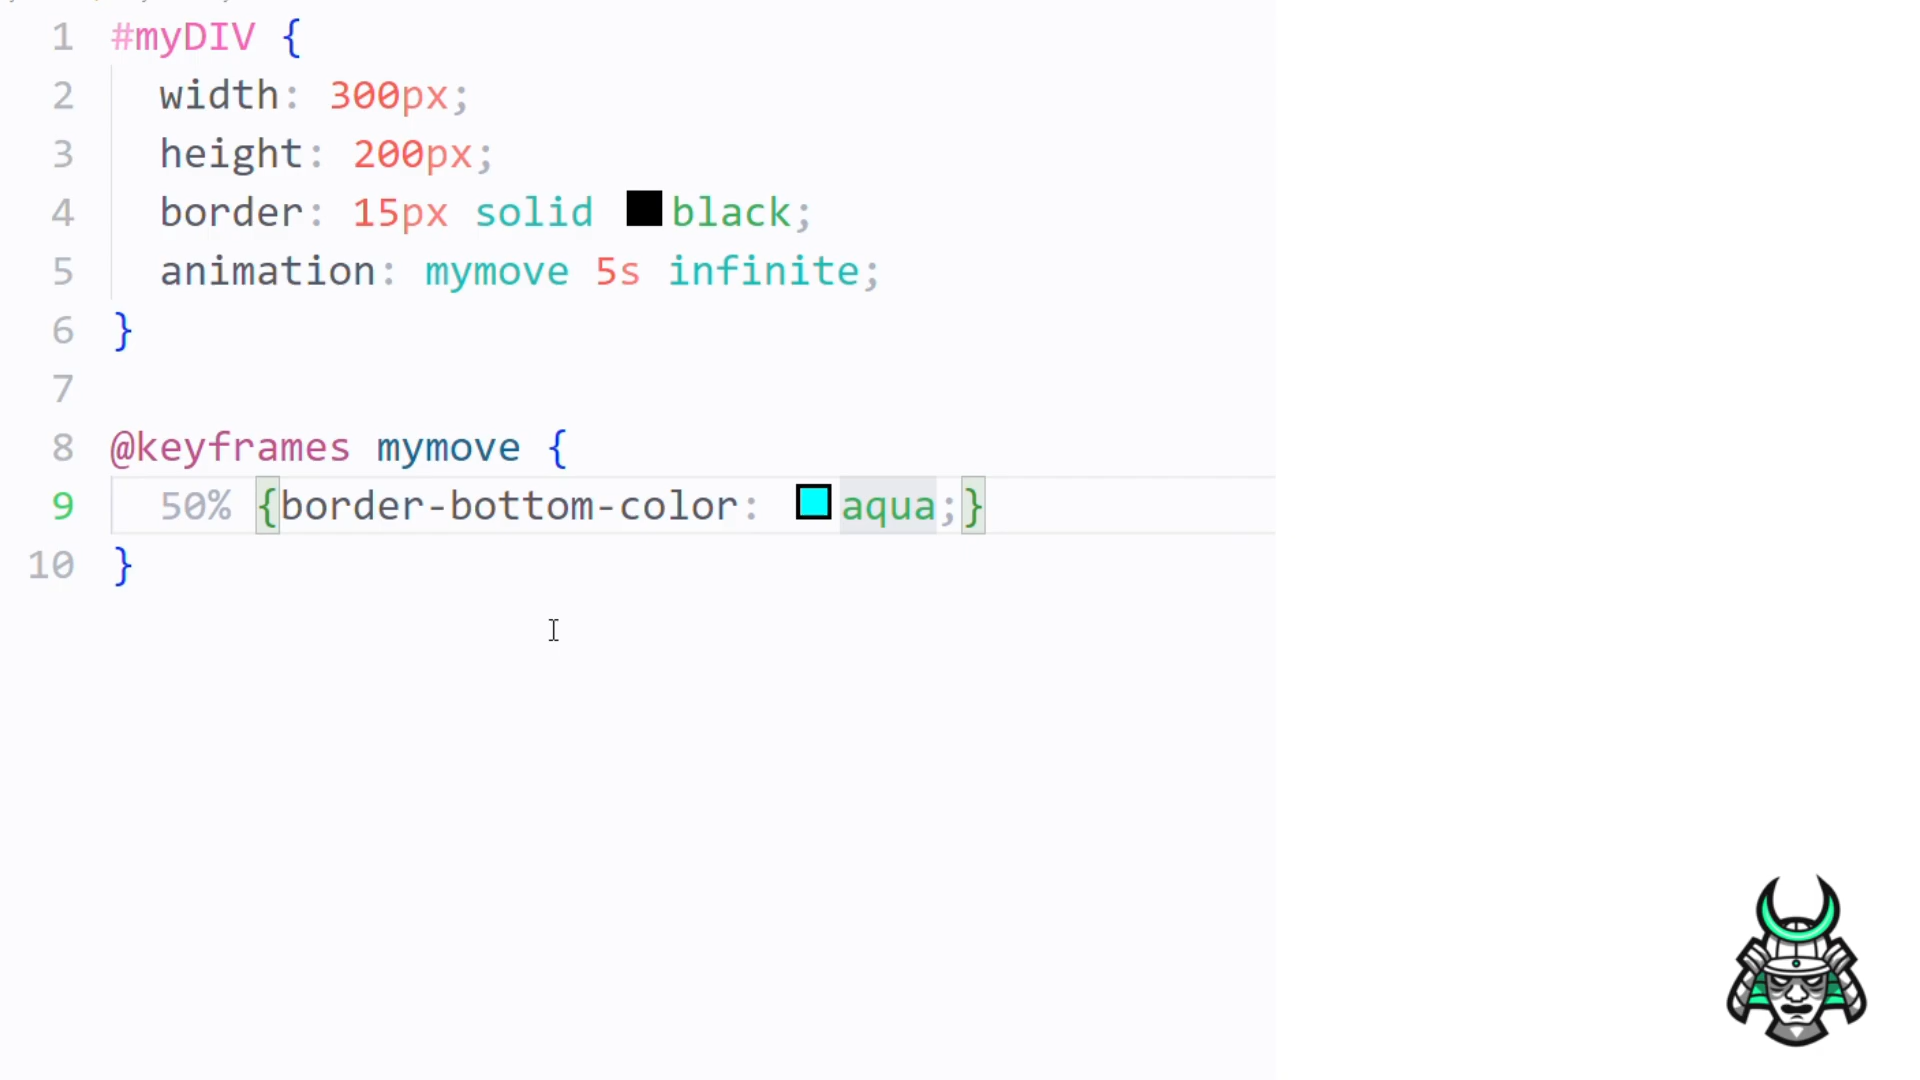 1 #myDIV {
2 width: 300px;
3 height: 200px;
4 border: 15px solid black;
5 animation: mymove 5s infinite;
6 }
7
8 @keyframes mymove {
9 50% {border-bottom-color: aqua;}
10 }